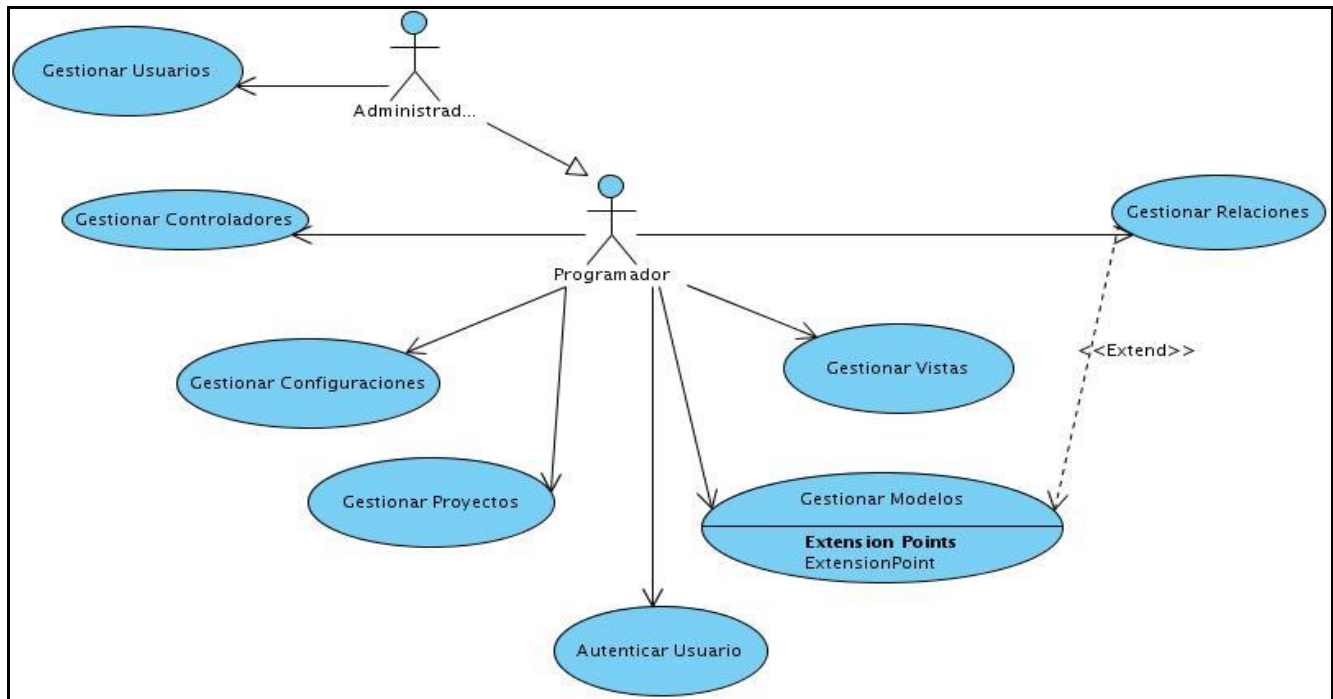 Gestionar Usuarios
Administrad...
Gestionar Controladores
Gestionar Relaciones
Programador
<<Extend>>
Gestionar Configuraciones
Gestionar Vistas
Gestionar Proyectos
Gestionar Modelos
Extension Points
ExtensionPoint
Autenticar Usuario